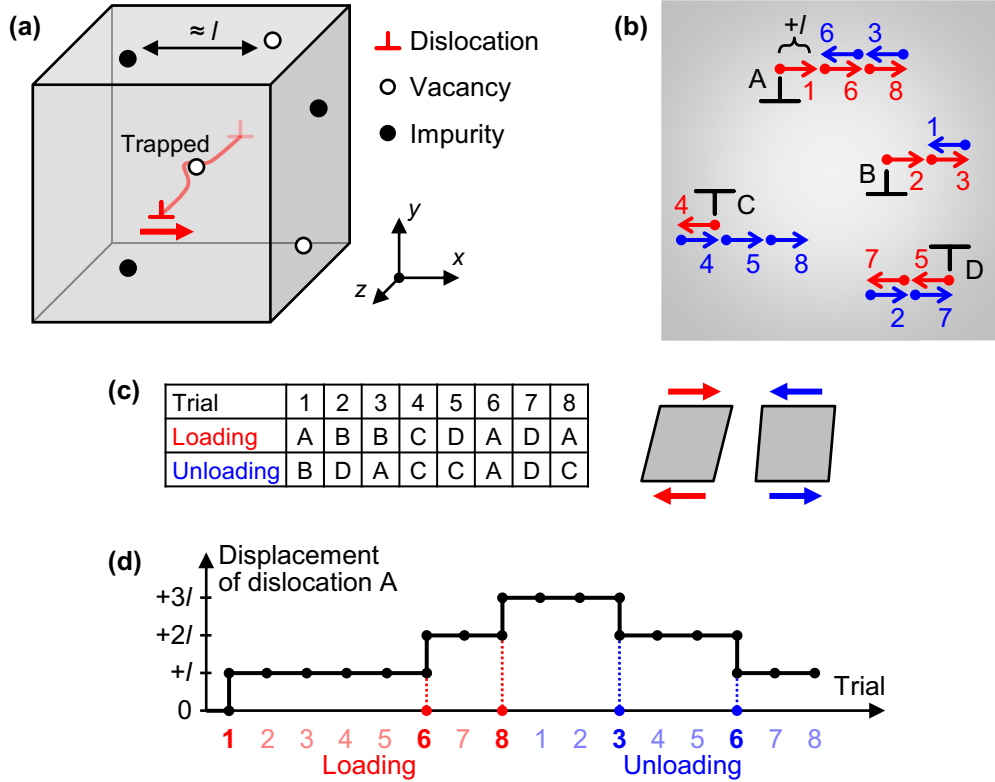 (a)
≈ l
Trapped
Dislocation
Vacancy
Impurity
y
x
z
(b)
+l
6 3
A
1 6 8
1
B
2 3
4
C
4 5 8
7 5
D
2 7
(c)
Trial 1 2 3 4 5 6 7 8
Loading A B B C D A D A
Unloading B D A C C A D C
(d)
Displacement
of dislocation A
+3l
+2l
+l
0
Trial
1 2 3 4 5 6 7 8 1 2 3 4 5 6 7 8
Loading Unloading